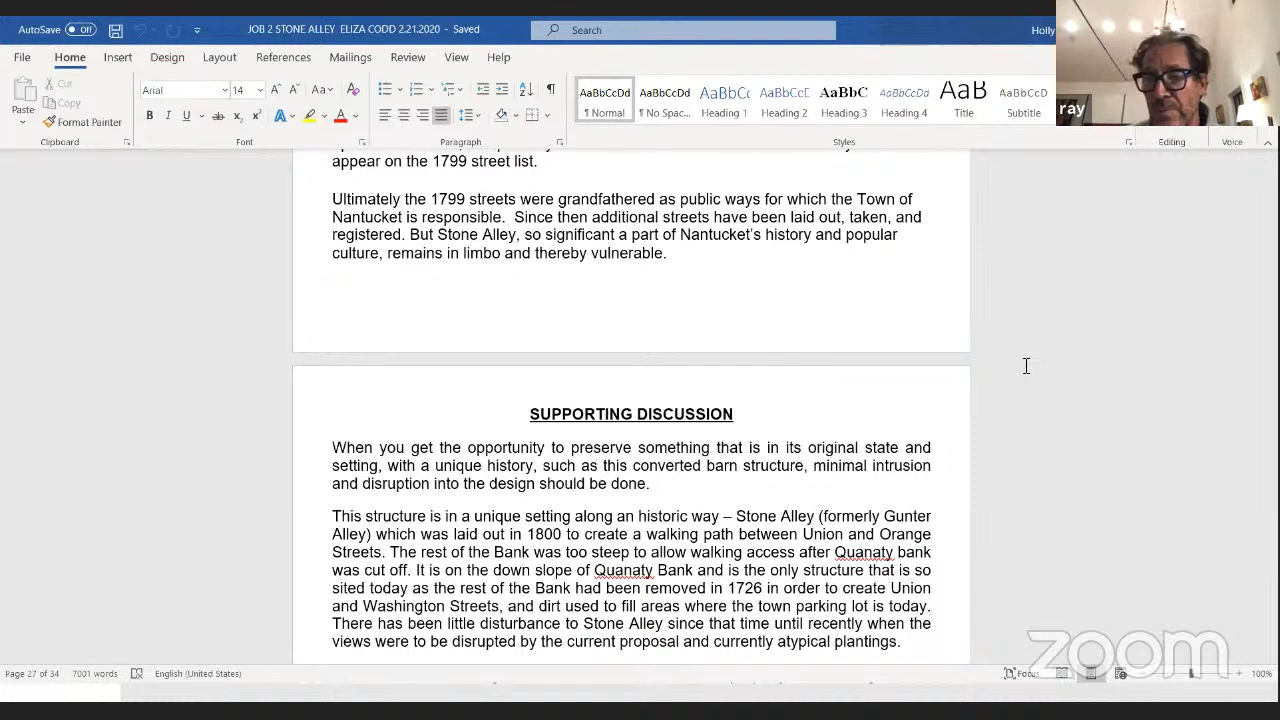 AutoSave Off JOB 2 STONE ALLEY ELIZA CODD 2.21.2020 - Saved Search Holly
File Home Insert Design Layout References Mailings Review View Help
ray
Paste Cut Copy Format Painter
Arial 14
AaBbCcDd AaBbCcDd AaBbCc AaBbCcD AaBbC AaBbCcDd AaB AaBbCcD
¶ Normal ¶ No Spac... Heading 1 Heading 2 Heading 3 Heading 4 Title Subtitle
Clipboard Font Paragraph Styles Editing Voice
appear on the 1799 street list.
Ultimately the 1799 streets were grandfathered as public ways for which the Town of
Nantucket is responsible. Since then additional streets have been laid out, taken, and
registered. But Stone Alley, so significant a part of Nantucket's history and popular
culture, remains in limbo and thereby vulnerable.
SUPPORTING DISCUSSION
When you get the opportunity to preserve something that is in its original state and
setting, with a unique history, such as this converted barn structure, minimal intrusion
and disruption into the design should be done.
This structure is in a unique setting along an historic way – Stone Alley (formerly Gunter
Alley) which was laid out in 1800 to create a walking path between Union and Orange
Streets. The rest of the Bank was too steep to allow walking access after Quanaty bank
was cut off. It is on the down slope of Quanaty Bank and is the only structure that is so
sited today as the rest of the Bank had been removed in 1726 in order to create Union
and Washington Streets, and dirt used to fill areas where the town parking lot is today.
There has been little disturbance to Stone Alley since that time until recently when the
views were to be disrupted by the current proposal and currently atypical plantings.
zoom
Page 27 of 34 7001 words English (United States) Focus 100%